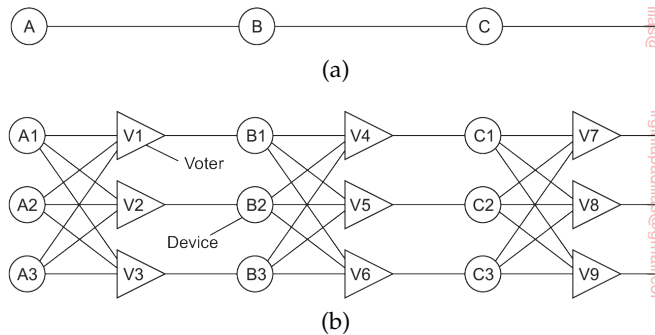 A B C
(a)
A1 V1 B1 V4 C1 V7
Voter
A2 V2 B2 V5 C2 V8
Device
A3 V3 B3 V6 C3 V9
(b)